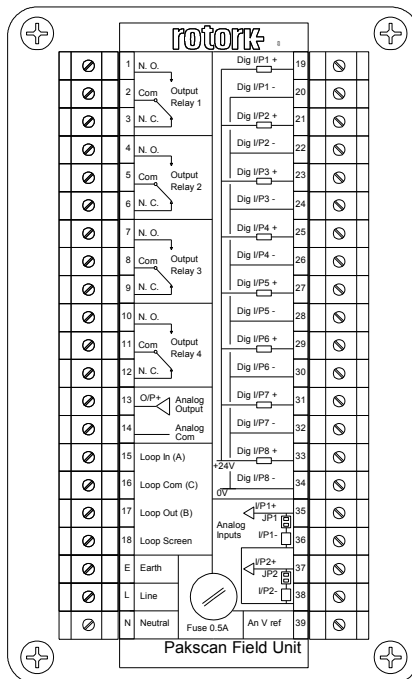 rotork
1 N. O.
2 Com Output Relay 1
3 N. C.
4 N. O.
5 Com Output Relay 2
6 N. C.
7 N. O.
8 Com Output Relay 3
9 N. C.
10 N. O.
11 Com Output Relay 4
12 N. C.
13 O/P+ Analog Output
14 Analog Com
15 Loop In (A)
16 Loop Com (C)
17 Loop Out (B)
18 Loop Screen
E Earth
L Line
N Neutral
Fuse 0.5A
Dig I/P1 + 19
Dig I/P1 - 20
Dig I/P2 + 21
Dig I/P2 - 22
Dig I/P3 + 23
Dig I/P3 - 24
Dig I/P4 + 25
Dig I/P4 - 26
Dig I/P5 + 27
Dig I/P5 - 28
Dig I/P6 + 29
Dig I/P6 - 30
Dig I/P7 + 31
Dig I/P7 - 32
Dig I/P8 + 33
+24V
Dig I/P8 - 34
0V
Analog Inputs
I/P1+ 35
JP1
I/P1- 36
I/P2+ 37
JP2
I/P2- 38
An V ref 39
Pakscan Field Unit